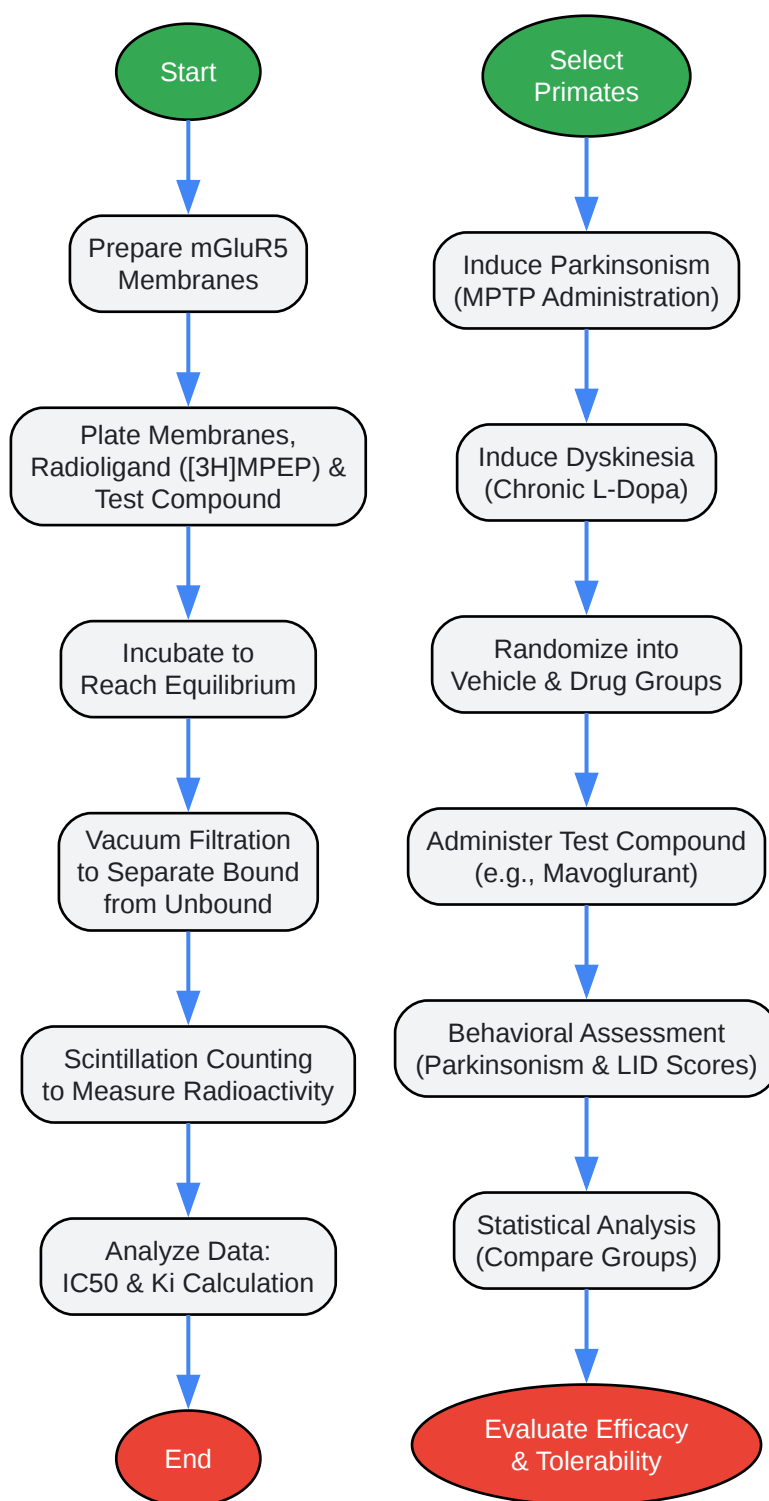 Start
Prepare mGluR5
Membranes
Plate Membranes,
Radioligand ([3H]MPEP) &
Test Compound
Incubate to
Reach Equilibrium
Vacuum Filtration
to Separate Bound
from Unbound
Scintillation Counting
to Measure Radioactivity
Analyze Data:
IC50 & Ki Calculation
End
Select
Primates
Induce Parkinsonism
(MPTP Administration)
Induce Dyskinesia
(Chronic L-Dopa)
Randomize into
Vehicle & Drug Groups
Administer Test Compound
(e.g., Mavoglurant)
Behavioral Assessment
(Parkinsonism & LID Scores)
Statistical Analysis
(Compare Groups)
Evaluate Efficacy
& Tolerability